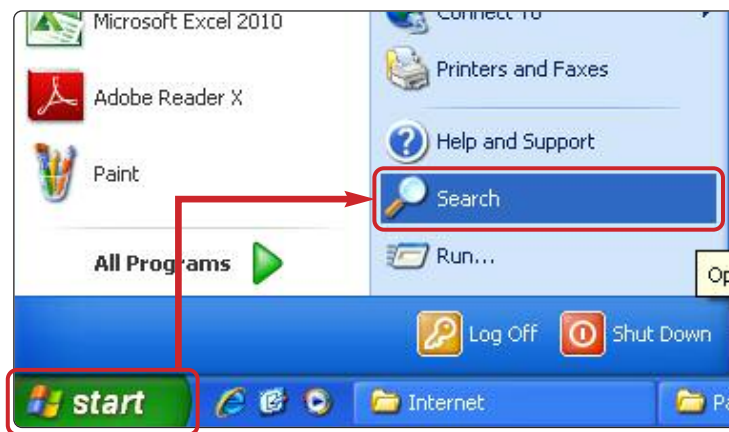 Microsoft Excel 2010
Adobe Reader X
Paint
All Programs
Connect To
Printers and Faxes
Help and Support
Search
Run...
Op
Log Off
Shut Down
start
Internet
Pa